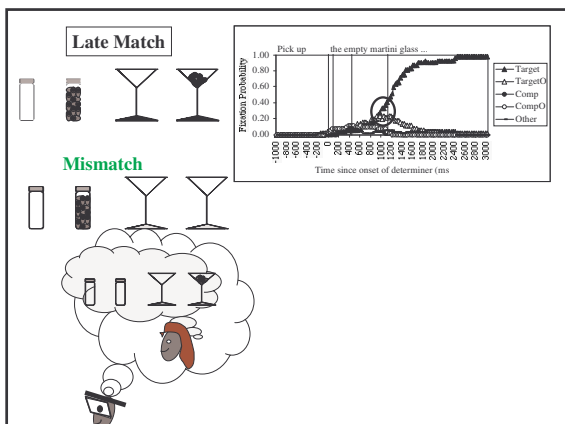 Late Match
Mismatch
Pick up the empty martini glass ...
Fixation Probability
1.00
0.80
0.60
0.40
0.20
0.00
-1000
-800
-600
-400
-200
0
200
400
600
800
1000
1200
1400
1600
1800
2000
2200
2400
2600
2800
3000
Time since onset of determiner (ms
Target
TargetO
Comp
CompO
Other